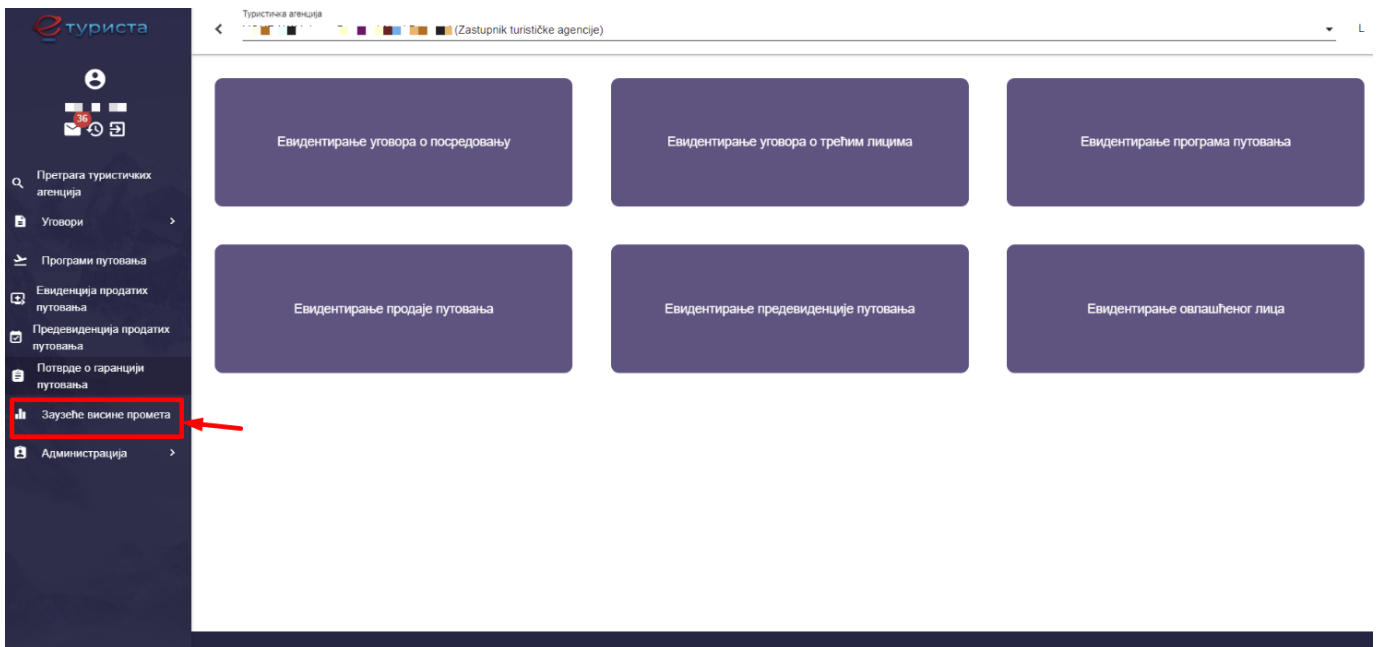 е туриста
Туристичка агенција
(Zastupnik turističke agencije)
L
36
Претрага туристичких
агенција
Уговори
Програми путовања
Евиденција продатих
путовања
Предевиденција продатих
путовања
Потврде о гаранцији
путовања
Заузеће висине промета
Администрација
Евидентирање уговора о посредовању
Евидентирање уговора о трећим лицима
Евидентирање програма путовања
Евидентирање продаје путовања
Евидентирање предевиденције путовања
Евидентирање овлашћеног лица